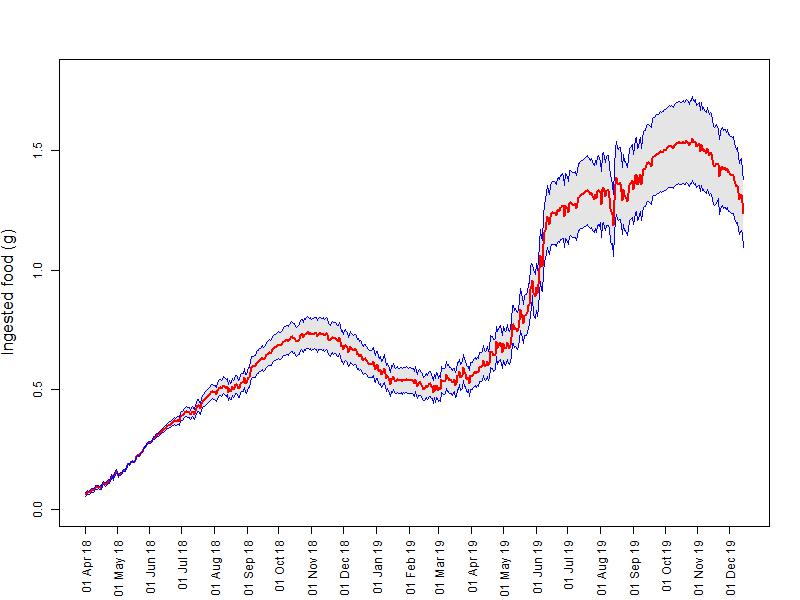 Ingested food (g)
1.5
1.0
0.5
0.0
01 Apr 18
01 May 18
01 Jun 18
01 Jul 18
01 Aug 18
01 Sep 18
01 Oct 18
01 Nov 18
01 Dec 18
01 Jan 19
01 Feb 19
01 Mar 19
01 Apr 19
01 May 19
01 Jun 19
01 Jul 19
01 Aug 19
01 Sep 19
01 Oct 19
01 Nov 19
01 Dec 19